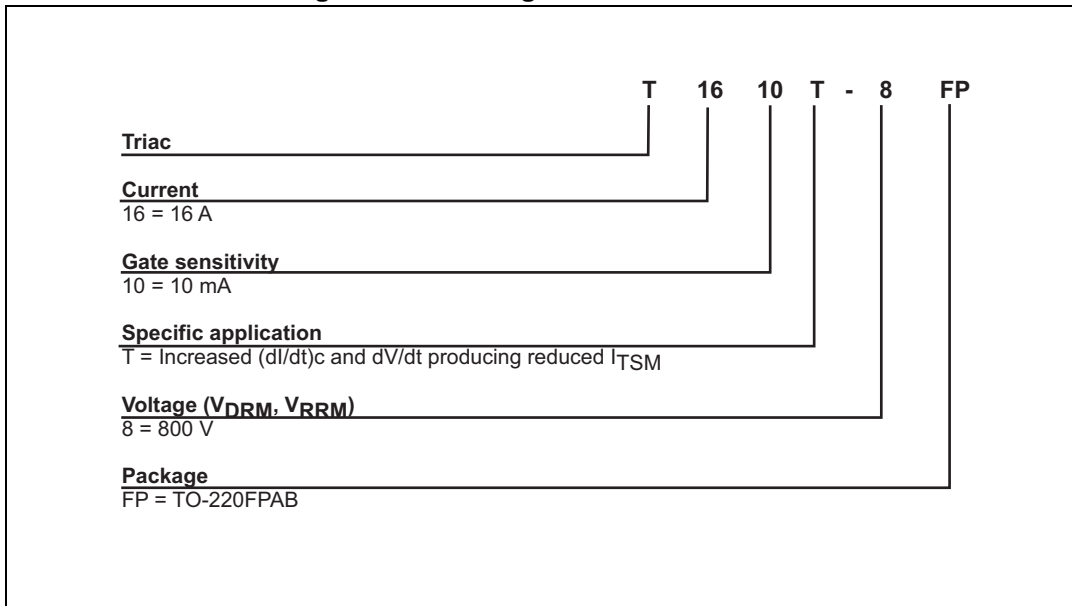 T 16 10 T - 8 FP
Triac
Current
16 = 16 A
Gate sensitivity
10 = 10 mA
Specific application
T = Increased (dI/dt)c and dV/dt producing reduced ITSM
Voltage (VDRM, VRRM)
8 = 800 V
Package
FP = TO-220FPAB